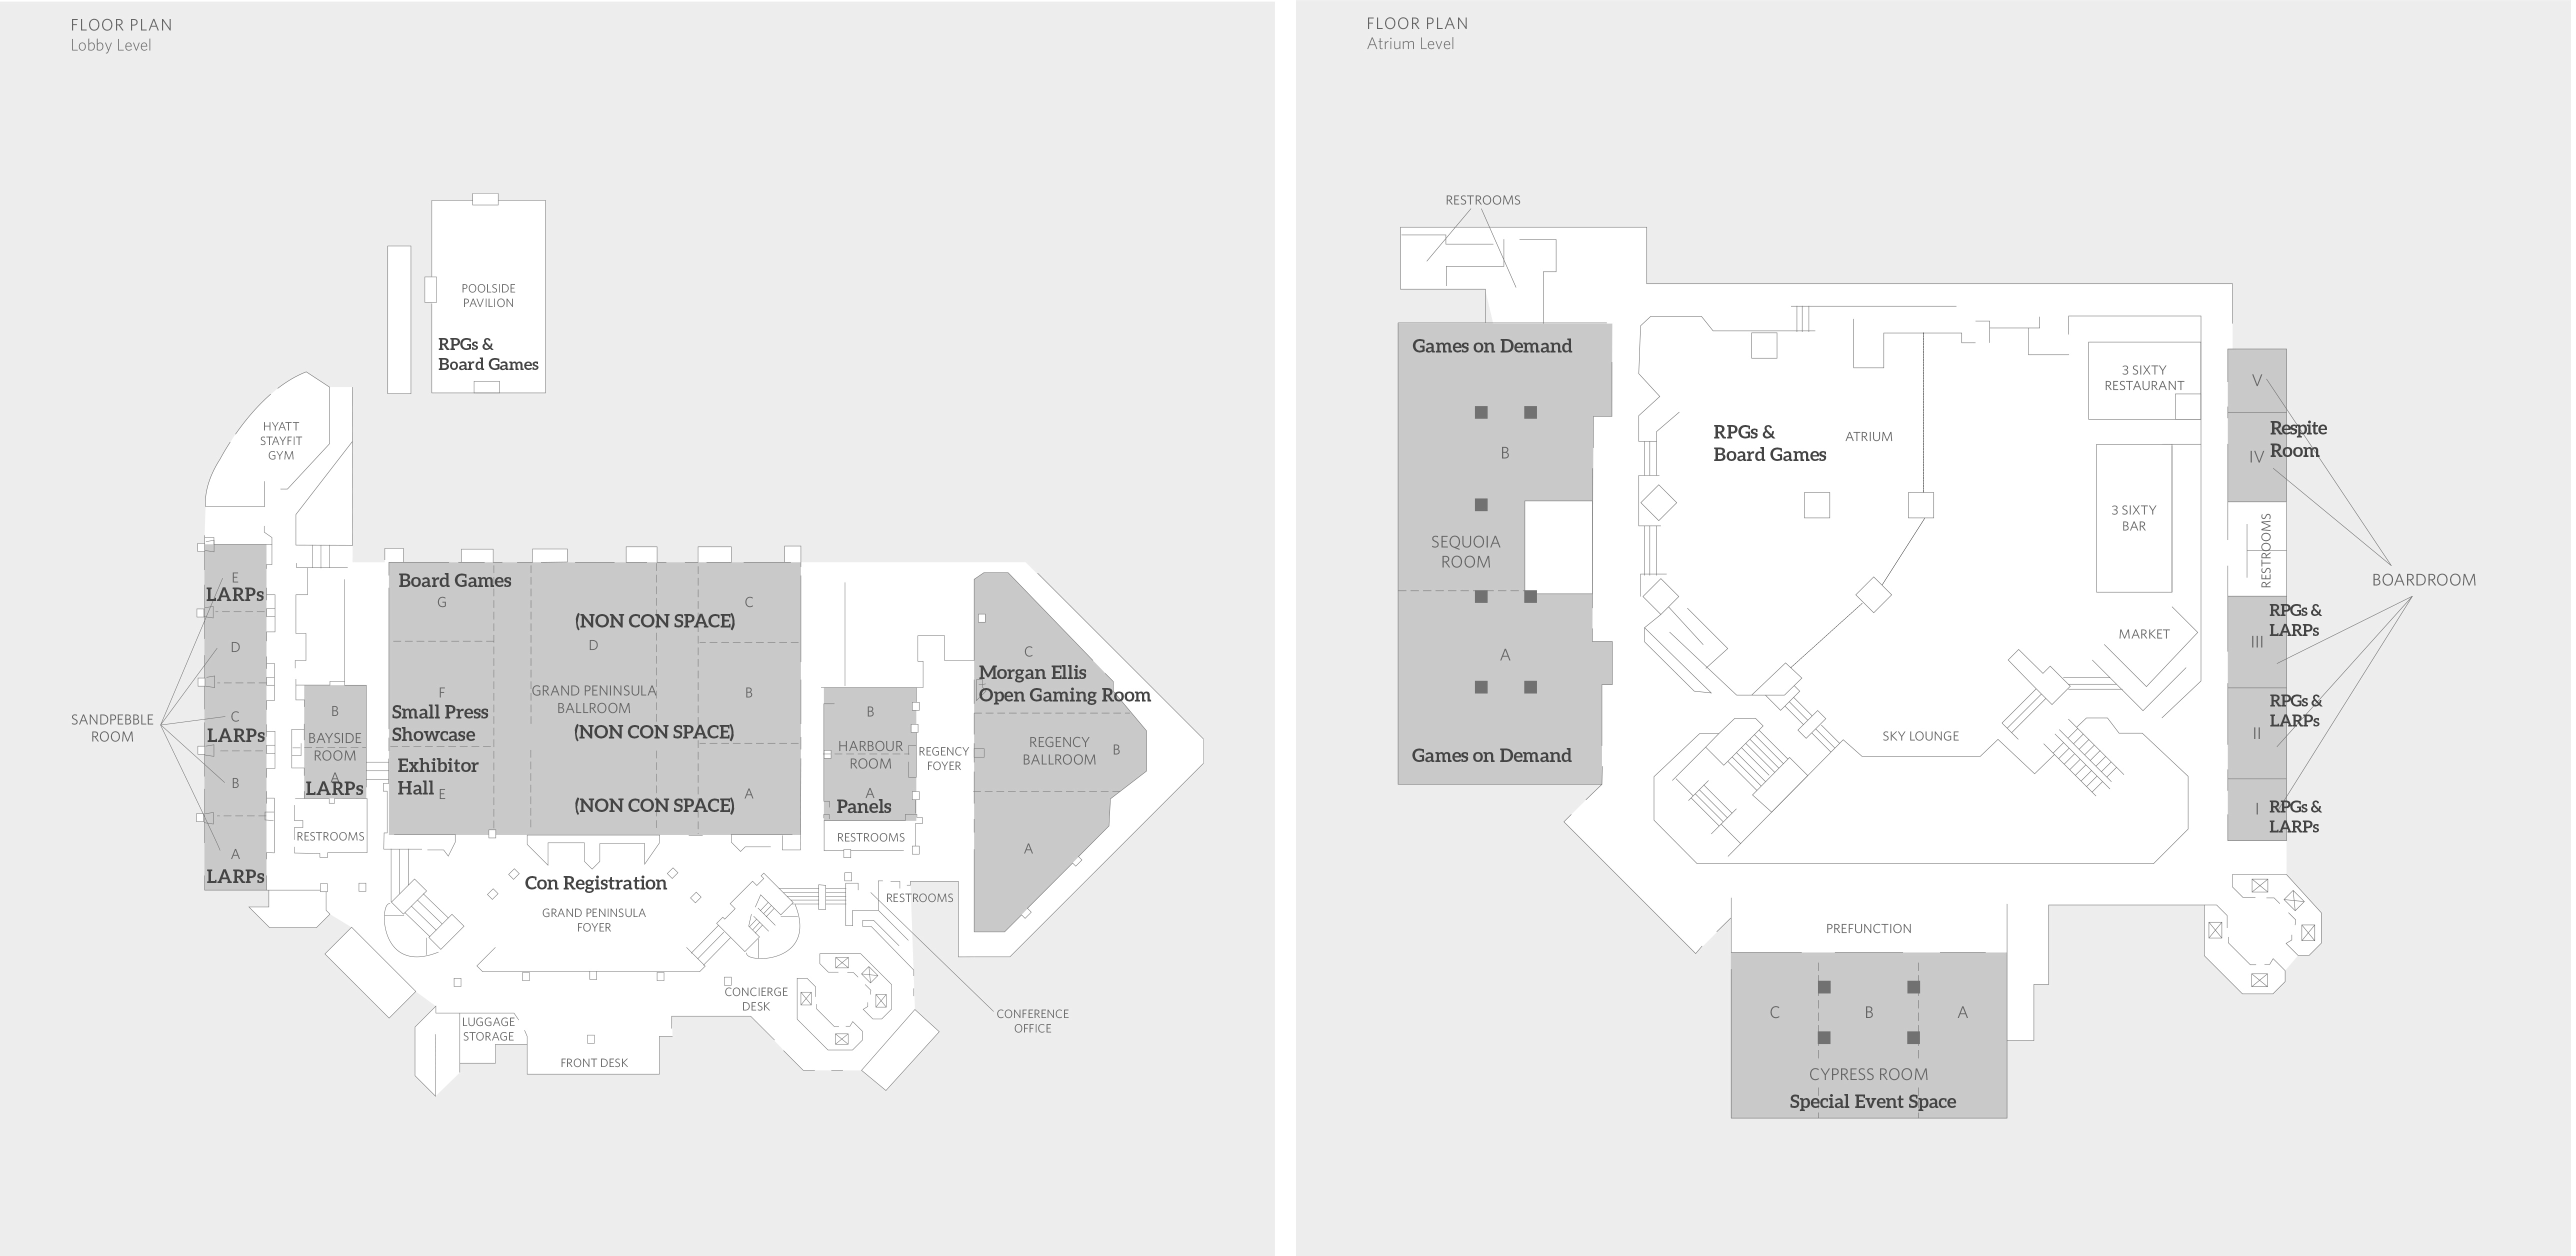 FLOOR PLAN
Lobby Level
POOLSIDE
PAVILION
RPGs &
Board Games
HYATT
STAYFIT
GYM
E
LARPs
D
C
LARPs
B
A
LARPs
SANDPEBBLE
ROOM
B
BAYSIDE
ROOM
A
LARPs
RESTROOMS
Board Games
G
F
Small Press
Showcase
Exhibitor
Hall
E
(NON CON SPACE)
D
GRAND PENINSULA
BALLROOM
(NON CON SPACE)
(NON CON SPACE)
C
B
A
B
HARBOUR
ROOM
A
Panels
RESTROOMS
REGENCY
FOYER
C
Morgan Ellis
Open Gaming Room
REGENCY
BALLROOM
B
A
Con Registration
GRAND PENINSULA
FOYER
RESTROOMS
CONCIERGE
DESK
CONFERENCE
OFFICE
LUGGAGE
STORAGE
FRONT DESK
FLOOR PLAN
Atrium Level
RESTROOMS
Games on Demand
B
SEQUOIA
ROOM
A
Games on Demand
RPGs &
Board Games
ATRIUM
3 SIXTY
RESTAURANT
3 SIXTY
BAR
MARKET
SKY LOUNGE
V
Respite
Room
IV
RESTROOMS
BOARDROOM
RPGs &
LARPs
III
RPGs &
LARPs
II
RPGs &
LARPs
I
PREFUNCTION
C
B
A
CYPRESS ROOM
Special Event Space